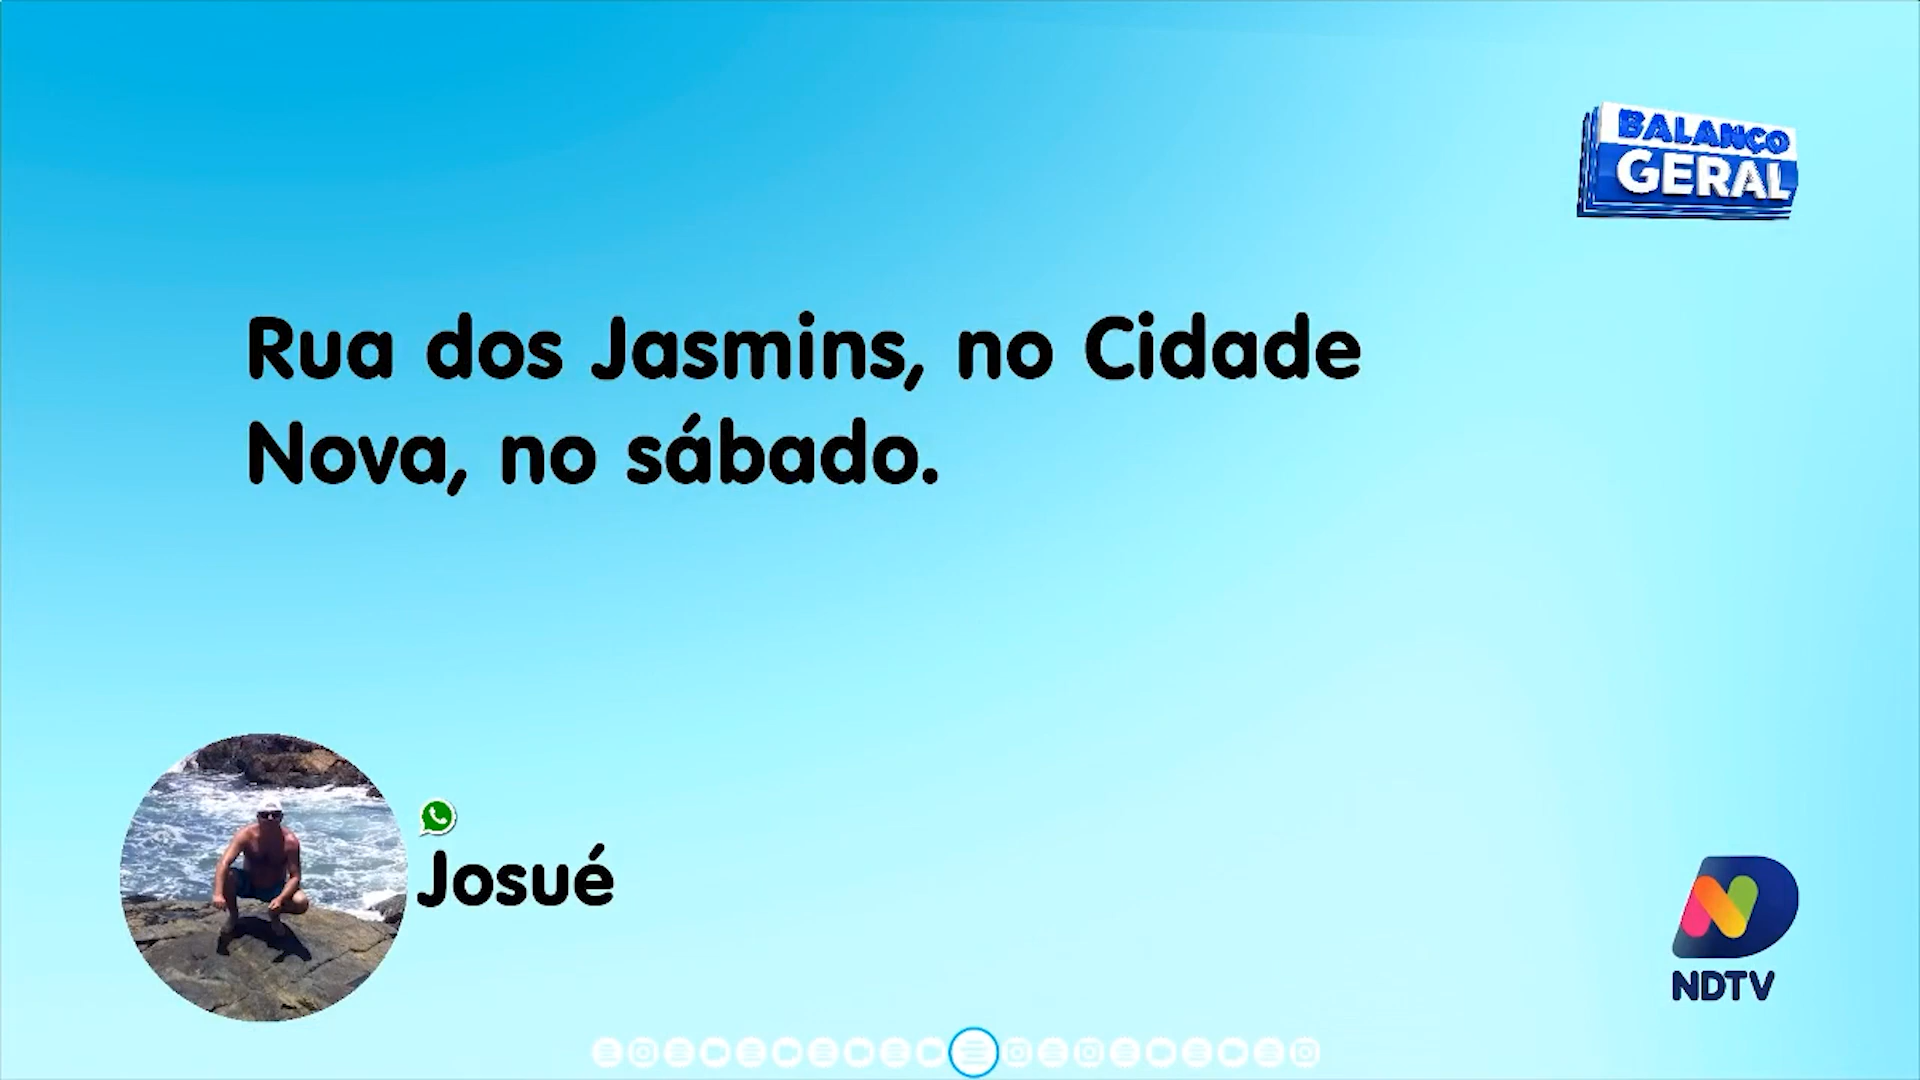 BALANÇO
GERAL
Rua dos Jasmins, no Cidade
Nova, no sábado.
Josué
NDTV